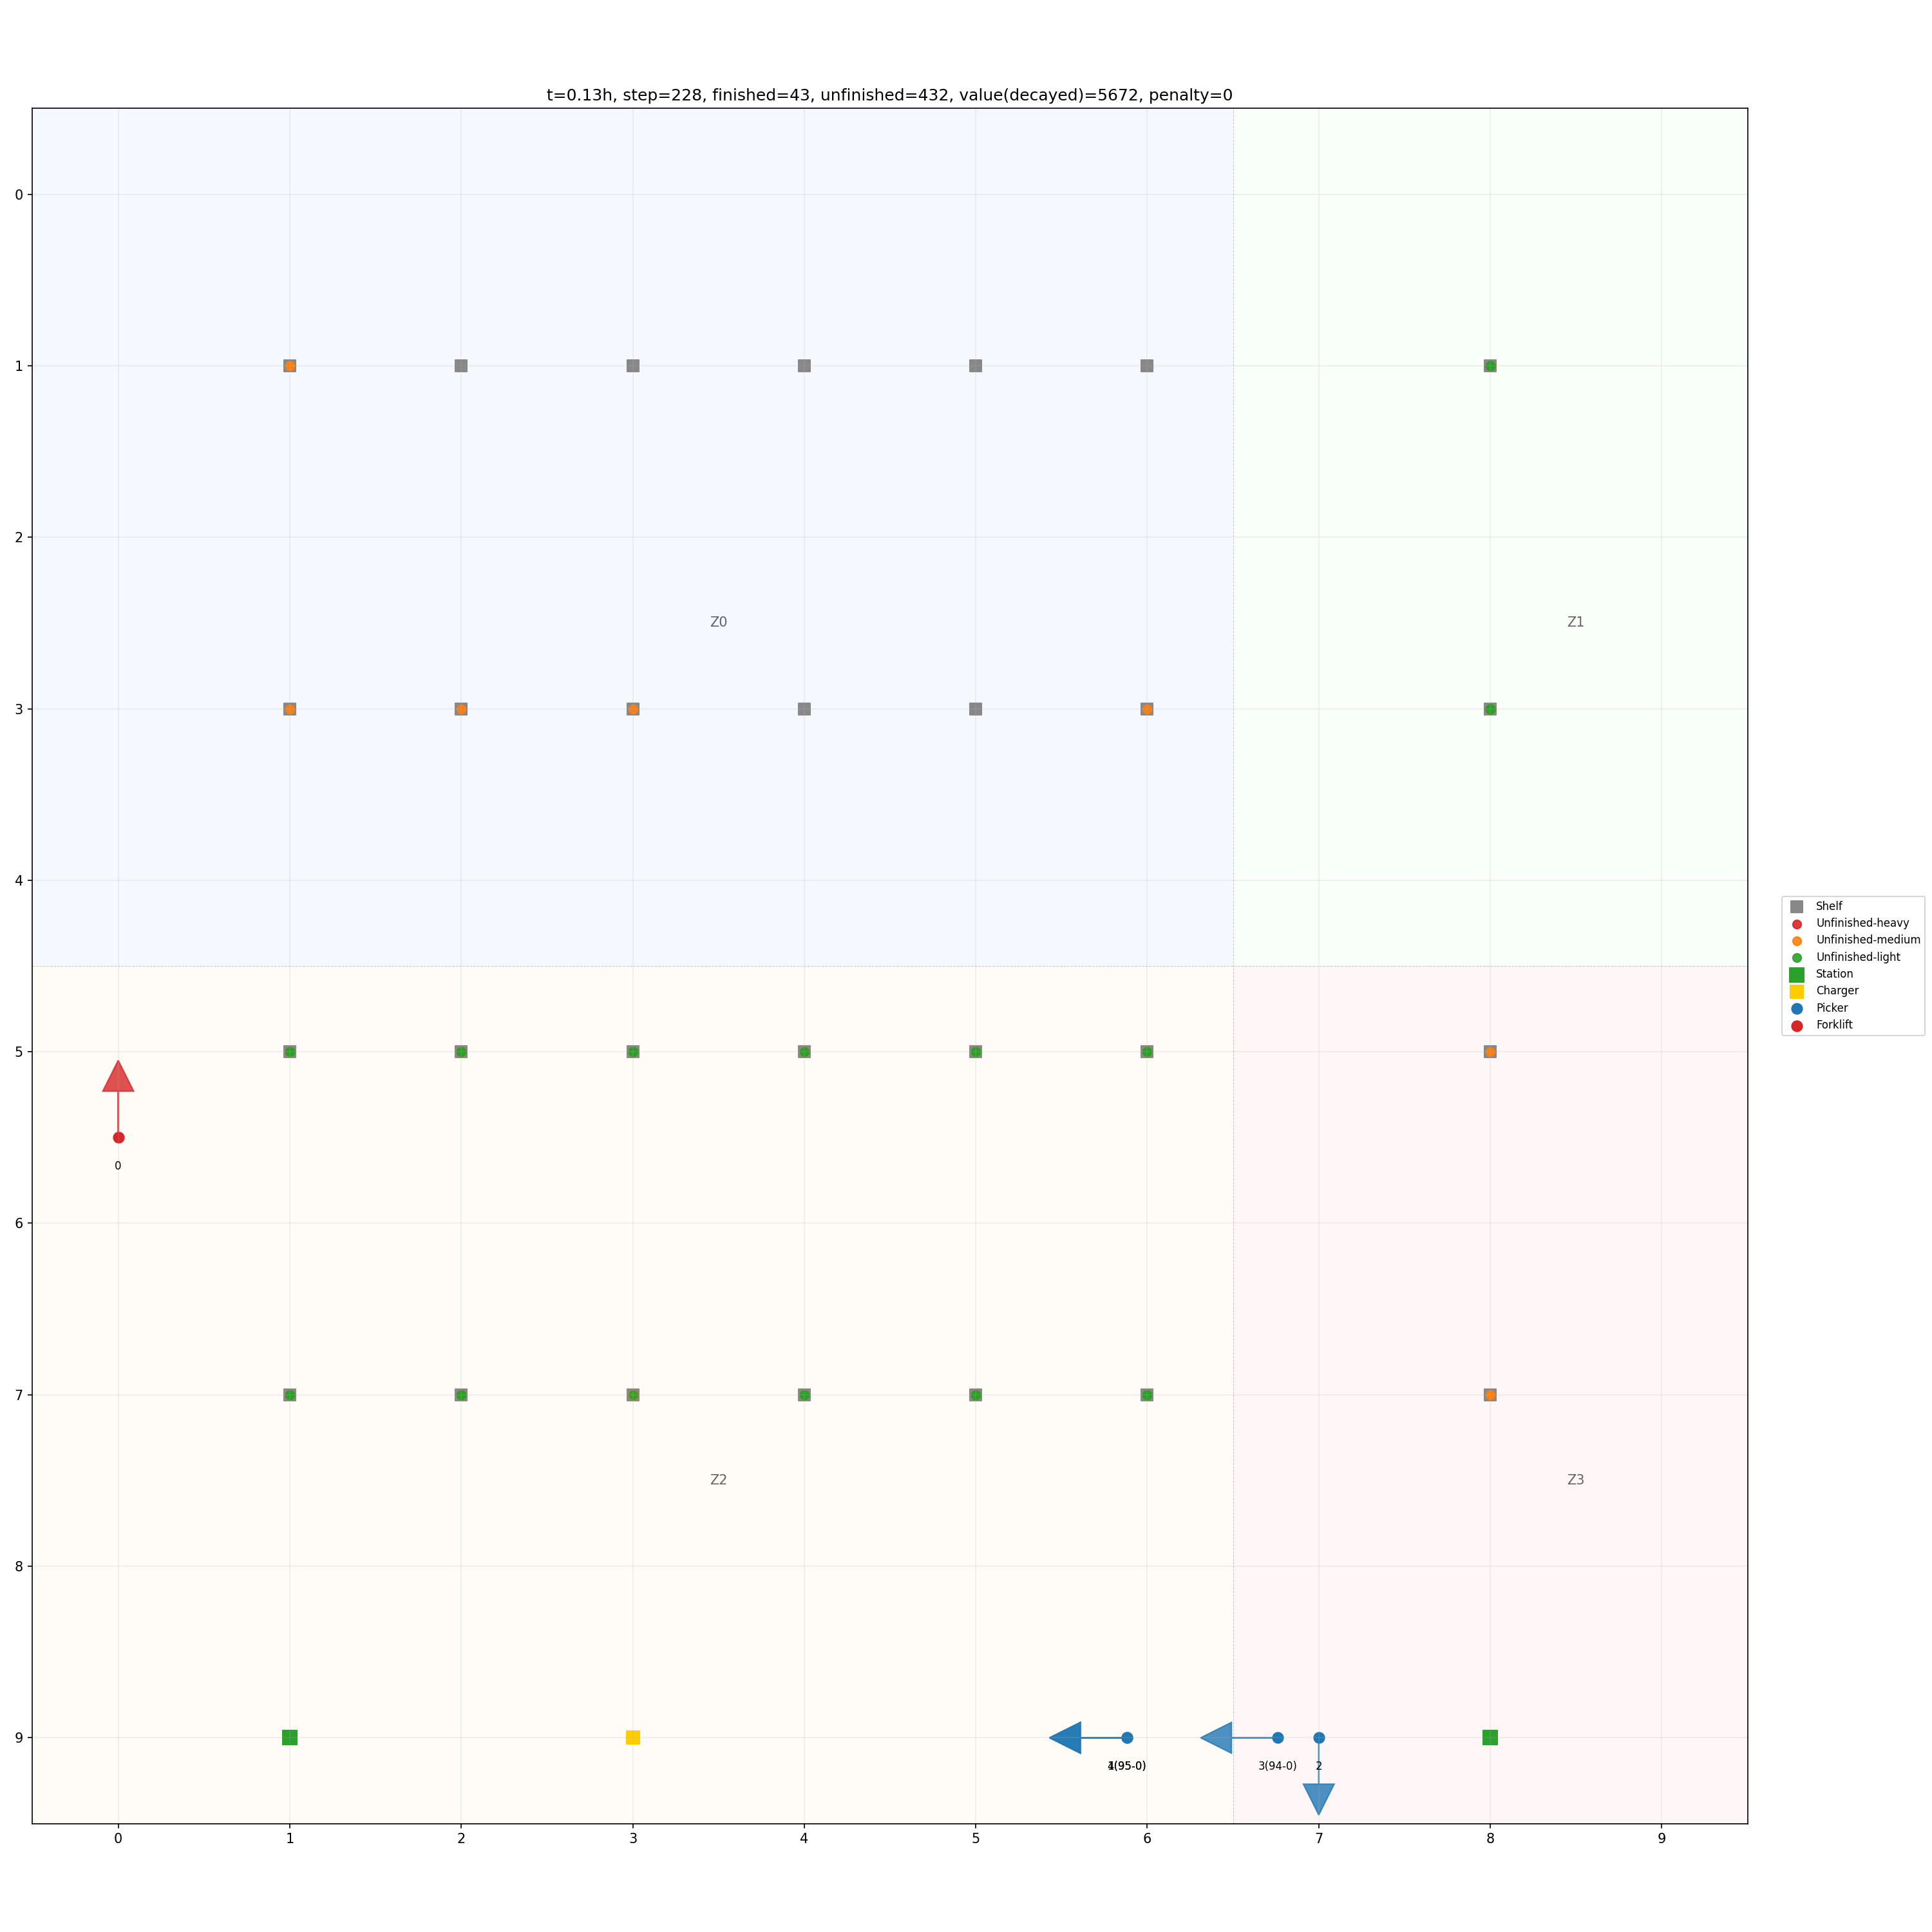 t=0.13h, step=228, finished=43, unfinished=432, value(decayed)=5672, penalty=0
0
1
2
Z0
Z1
3
4
Shelf
Unfinished-heavy
Unfinished-medium
Unfinished-light
Station
Charger
Picker
Forklift
5
0
6
7
Z2
Z3
8
9
(95-0)
3(94-0)
2
0
1
2
3
4
5
6
7
8
9